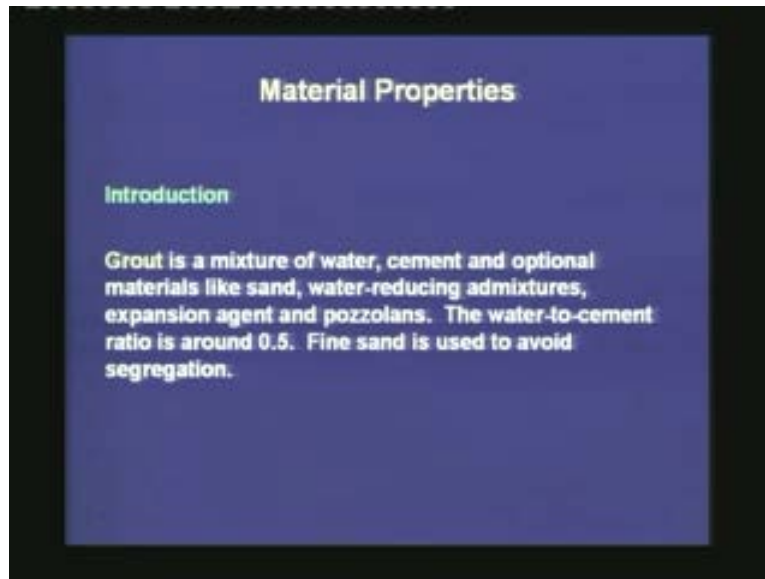 Material Properties
Introduction
Grout is a mixture of water, cement and optional
materials like sand, water-reducing admixtures,
expansion agent and pozzolans. The water-to-cement
ratio is around 0.5. Fine sand is used to avoid
segregation.